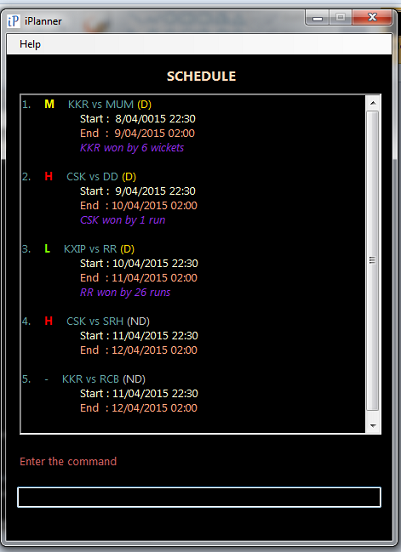 iP iPlanner
Help
SCHEDULE
1. M KKR vs MUM (D)
Start : 8/04/0015 22:30
End : 9/04/2015 02:00
KKR won by 6 wickets
2. H CSK vs DD (D)
Start : 9/04/2015 22:30
End : 10/04/2015 02:00
CSK won by 1 run
3. L KXIP vs RR (D)
Start : 10/04/2015 22:30
End : 11/04/2015 02:00
RR won by 26 runs
4. H CSK vs SRH (ND)
Start : 11/04/2015 22:30
End : 12/04/2015 02:00
5. - KKR vs RCB (ND)
Start : 11/04/2015 22:30
End : 12/04/2015 02:00
Enter the command